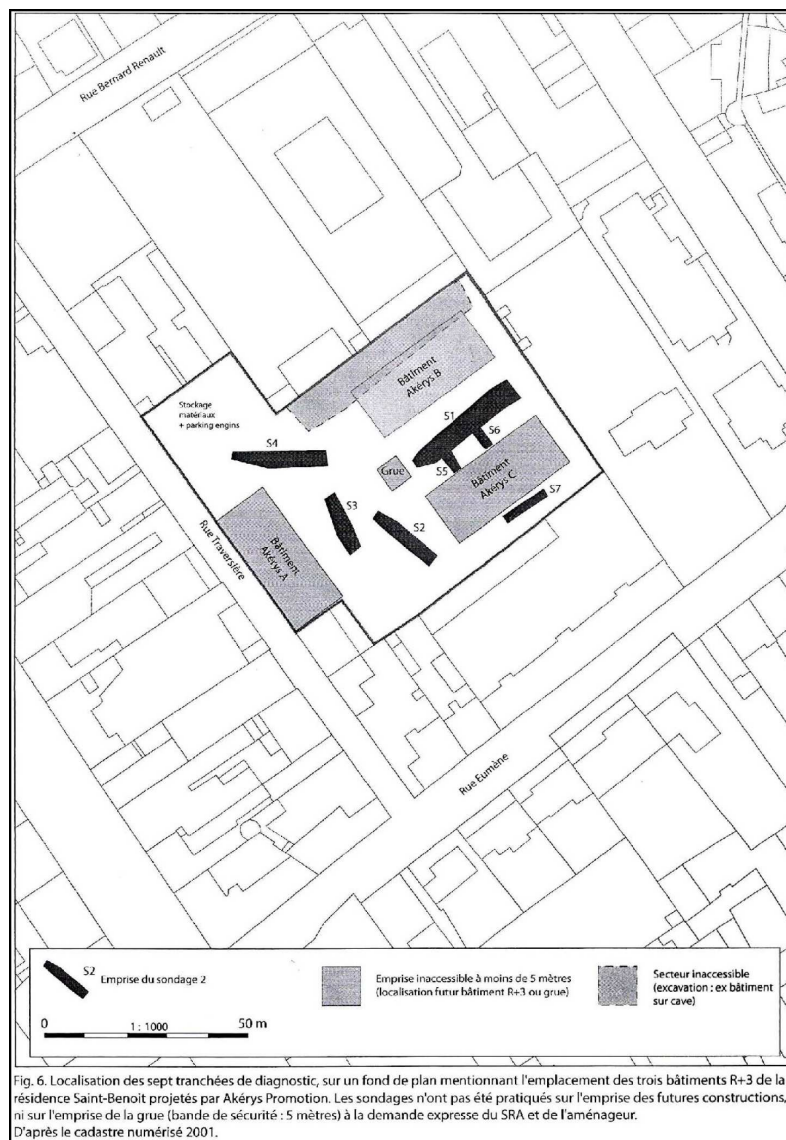 Rue Bernard Renault
Stockage
matériaux
+ parking engins
Bâtiment
Akérys B
S1
S6
S4
Grue
S5
Bâtiment
Akérys C
S3
S7
S2
Bâtiment
Akérys A
Rue Traversière
Rue Eumène
S2
Emprise du sondage 2
Emprise inaccessible à moins de 5 mètres
(localisation futur bâtiment R+3 ou grue)
Secteur inaccessible
(excavation : ex bâtiment
sur cave)
0 1 : 1000 50 m
Fig. 6. Localisation des sept tranchées de diagnostic, sur un fond de plan mentionnant l'emplacement des trois bâtiments R+3 de la
résidence Saint-Benoit projetés par Akérys Promotion. Les sondages n'ont pas été pratiqués sur l'emprise des futures constructions,
ni sur l'emprise de la grue (bande de sécurité : 5 mètres) à la demande expresse du SRA et de l'aménageur.
D'après le cadastre numérisé 2001.